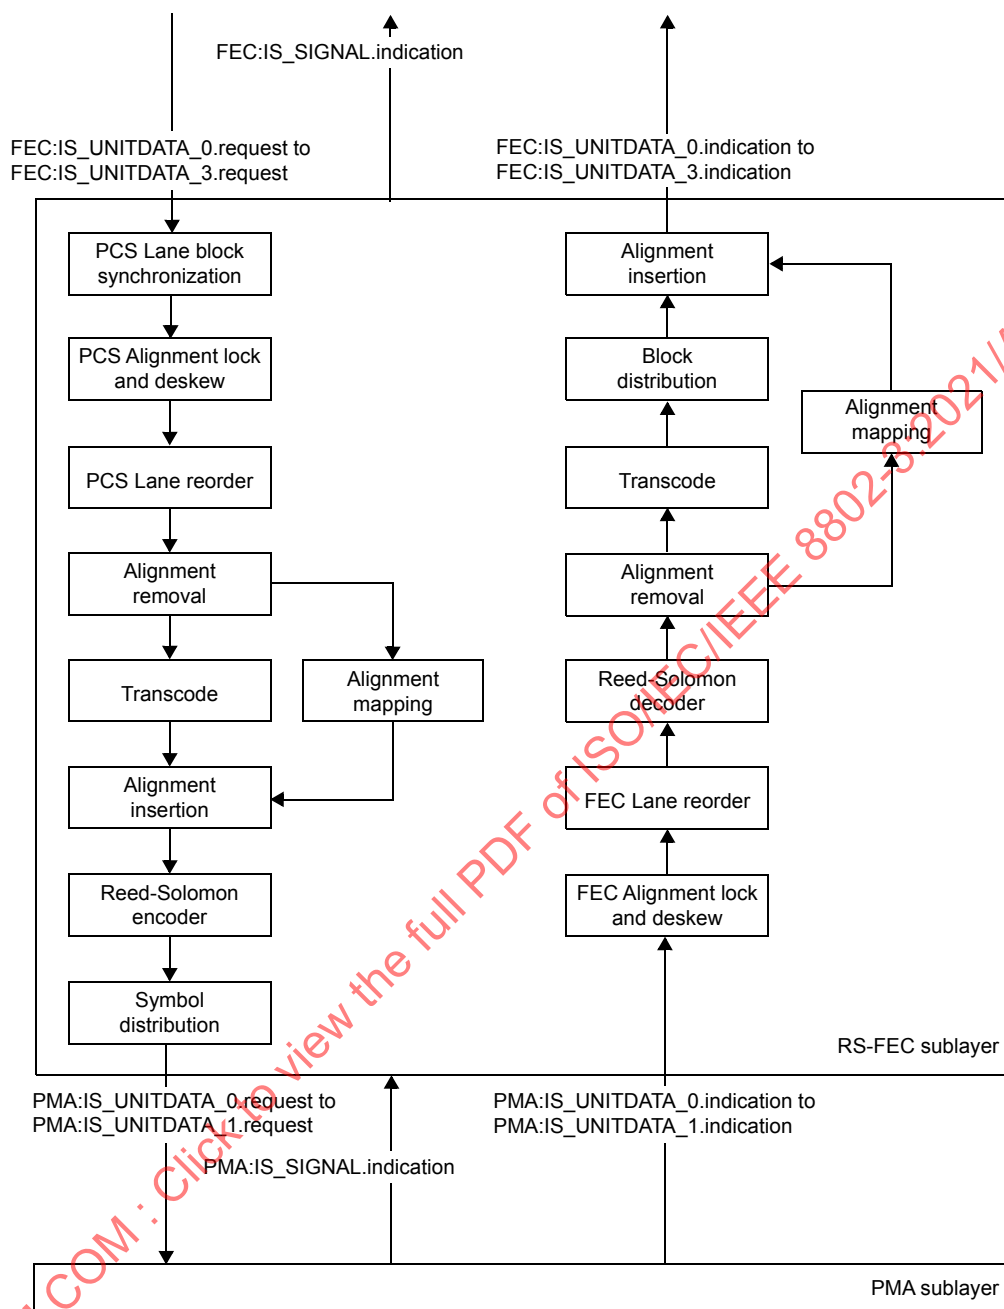 FEC:IS_SIGNAL.indication
FEC:IS_UNITDATA_0.request to
FEC:IS_UNITDATA_3.request
FEC:IS_UNITDATA_0.indication to
FEC:IS_UNITDATA_3.indication
PCS Lane block
synchronization
PCS Alignment lock
and deskew
PCS Lane reorder
Alignment
removal
Transcode
Alignment
mapping
Alignment
insertion
Reed-Solomon
encoder
Symbol
distribution
Alignment
insertion
Block
distribution
Alignment
mapping
Transcode
Alignment
removal
Reed-Solomon
decoder
FEC Lane reorder
FEC Alignment lock
and deskew
RS-FEC sublayer
PMA:IS_UNITDATA_0.request to
PMA:IS_UNITDATA_1.request
PMA:IS_SIGNAL.indication
PMA:IS_UNITDATA_0.indication to
PMA:IS_UNITDATA_1.indication
PMA sublayer
COM : Click to view the full PDF of ISO/IEC/IEEE 8802-3:2021/